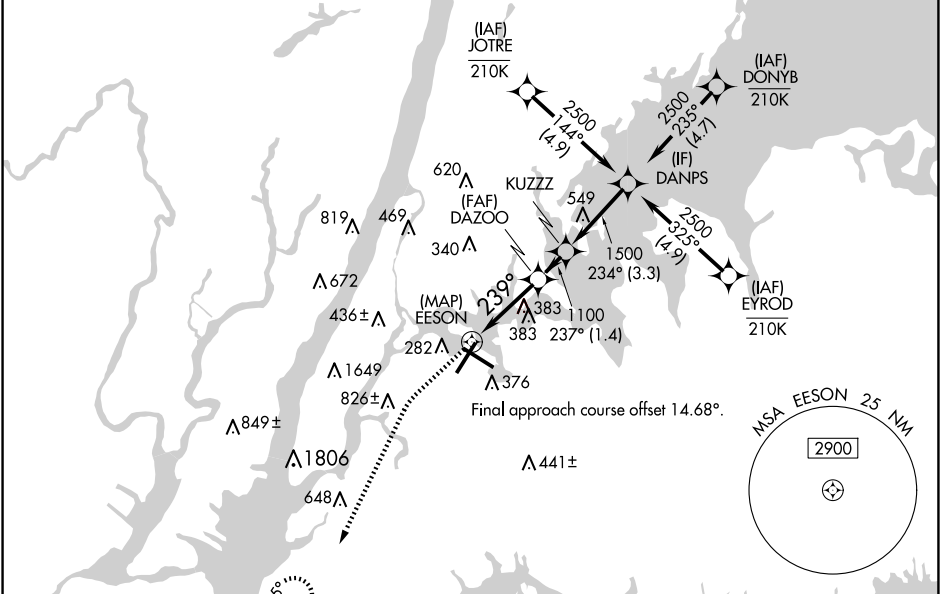 (IAF)
JOTRE
210K
(IAF)
DONYB
210K
2500
144°
(4.9)
2500
235°
(4.7)
(IF)
DANPS
620
KUZZZ
549
(FAF)
DAZOO
819
469
340
2500
325°
(4.9)
1500
234° (3.3)
672
239°
(IAF)
EYROD
210K
(MAP)
EESON
436±
383
383
1100
237° (1.4)
282
1649
376
826±
Final approach course offset 14.68°.
849±
MSA EESON 25 NM
2900
1806
441±
648
5°